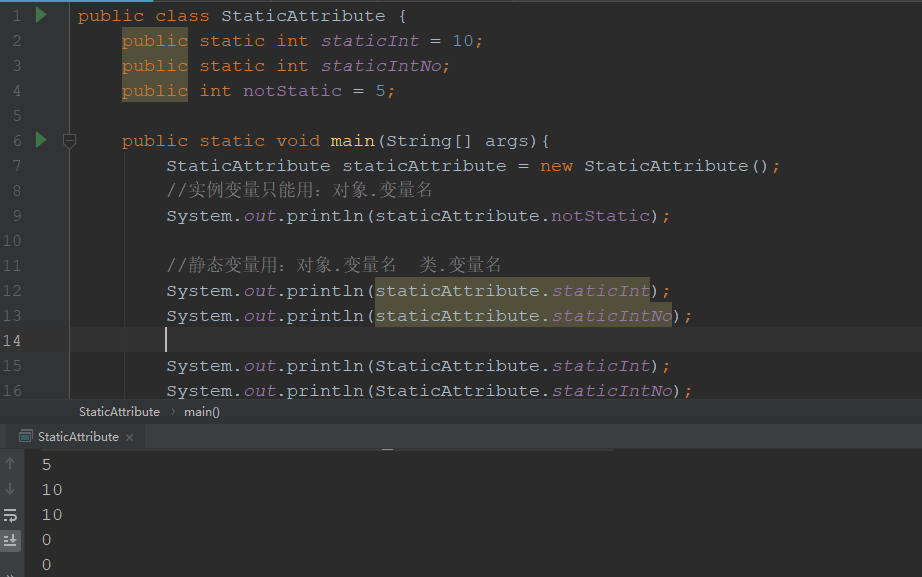 1 public class StaticAttribute {
2 public static int staticInt = 10;
3 public static int staticIntNo;
4 public int notStatic = 5;
5
6 public static void main(String[] args){
7 StaticAttribute staticAttribute = new StaticAttribute();
8 //实例变量只能用：对象.变量名
9 System.out.println(staticAttribute.notStatic);
10
11 //静态变量用：对象.变量名  类.变量名
12 System.out.println(staticAttribute.staticInt);
13 System.out.println(staticAttribute.staticIntNo);
14
15 System.out.println(StaticAttribute.staticInt);
16 System.out.println(StaticAttribute.staticIntNo);
StaticAttribute › main()
StaticAttribute ×
5
10
10
0
0